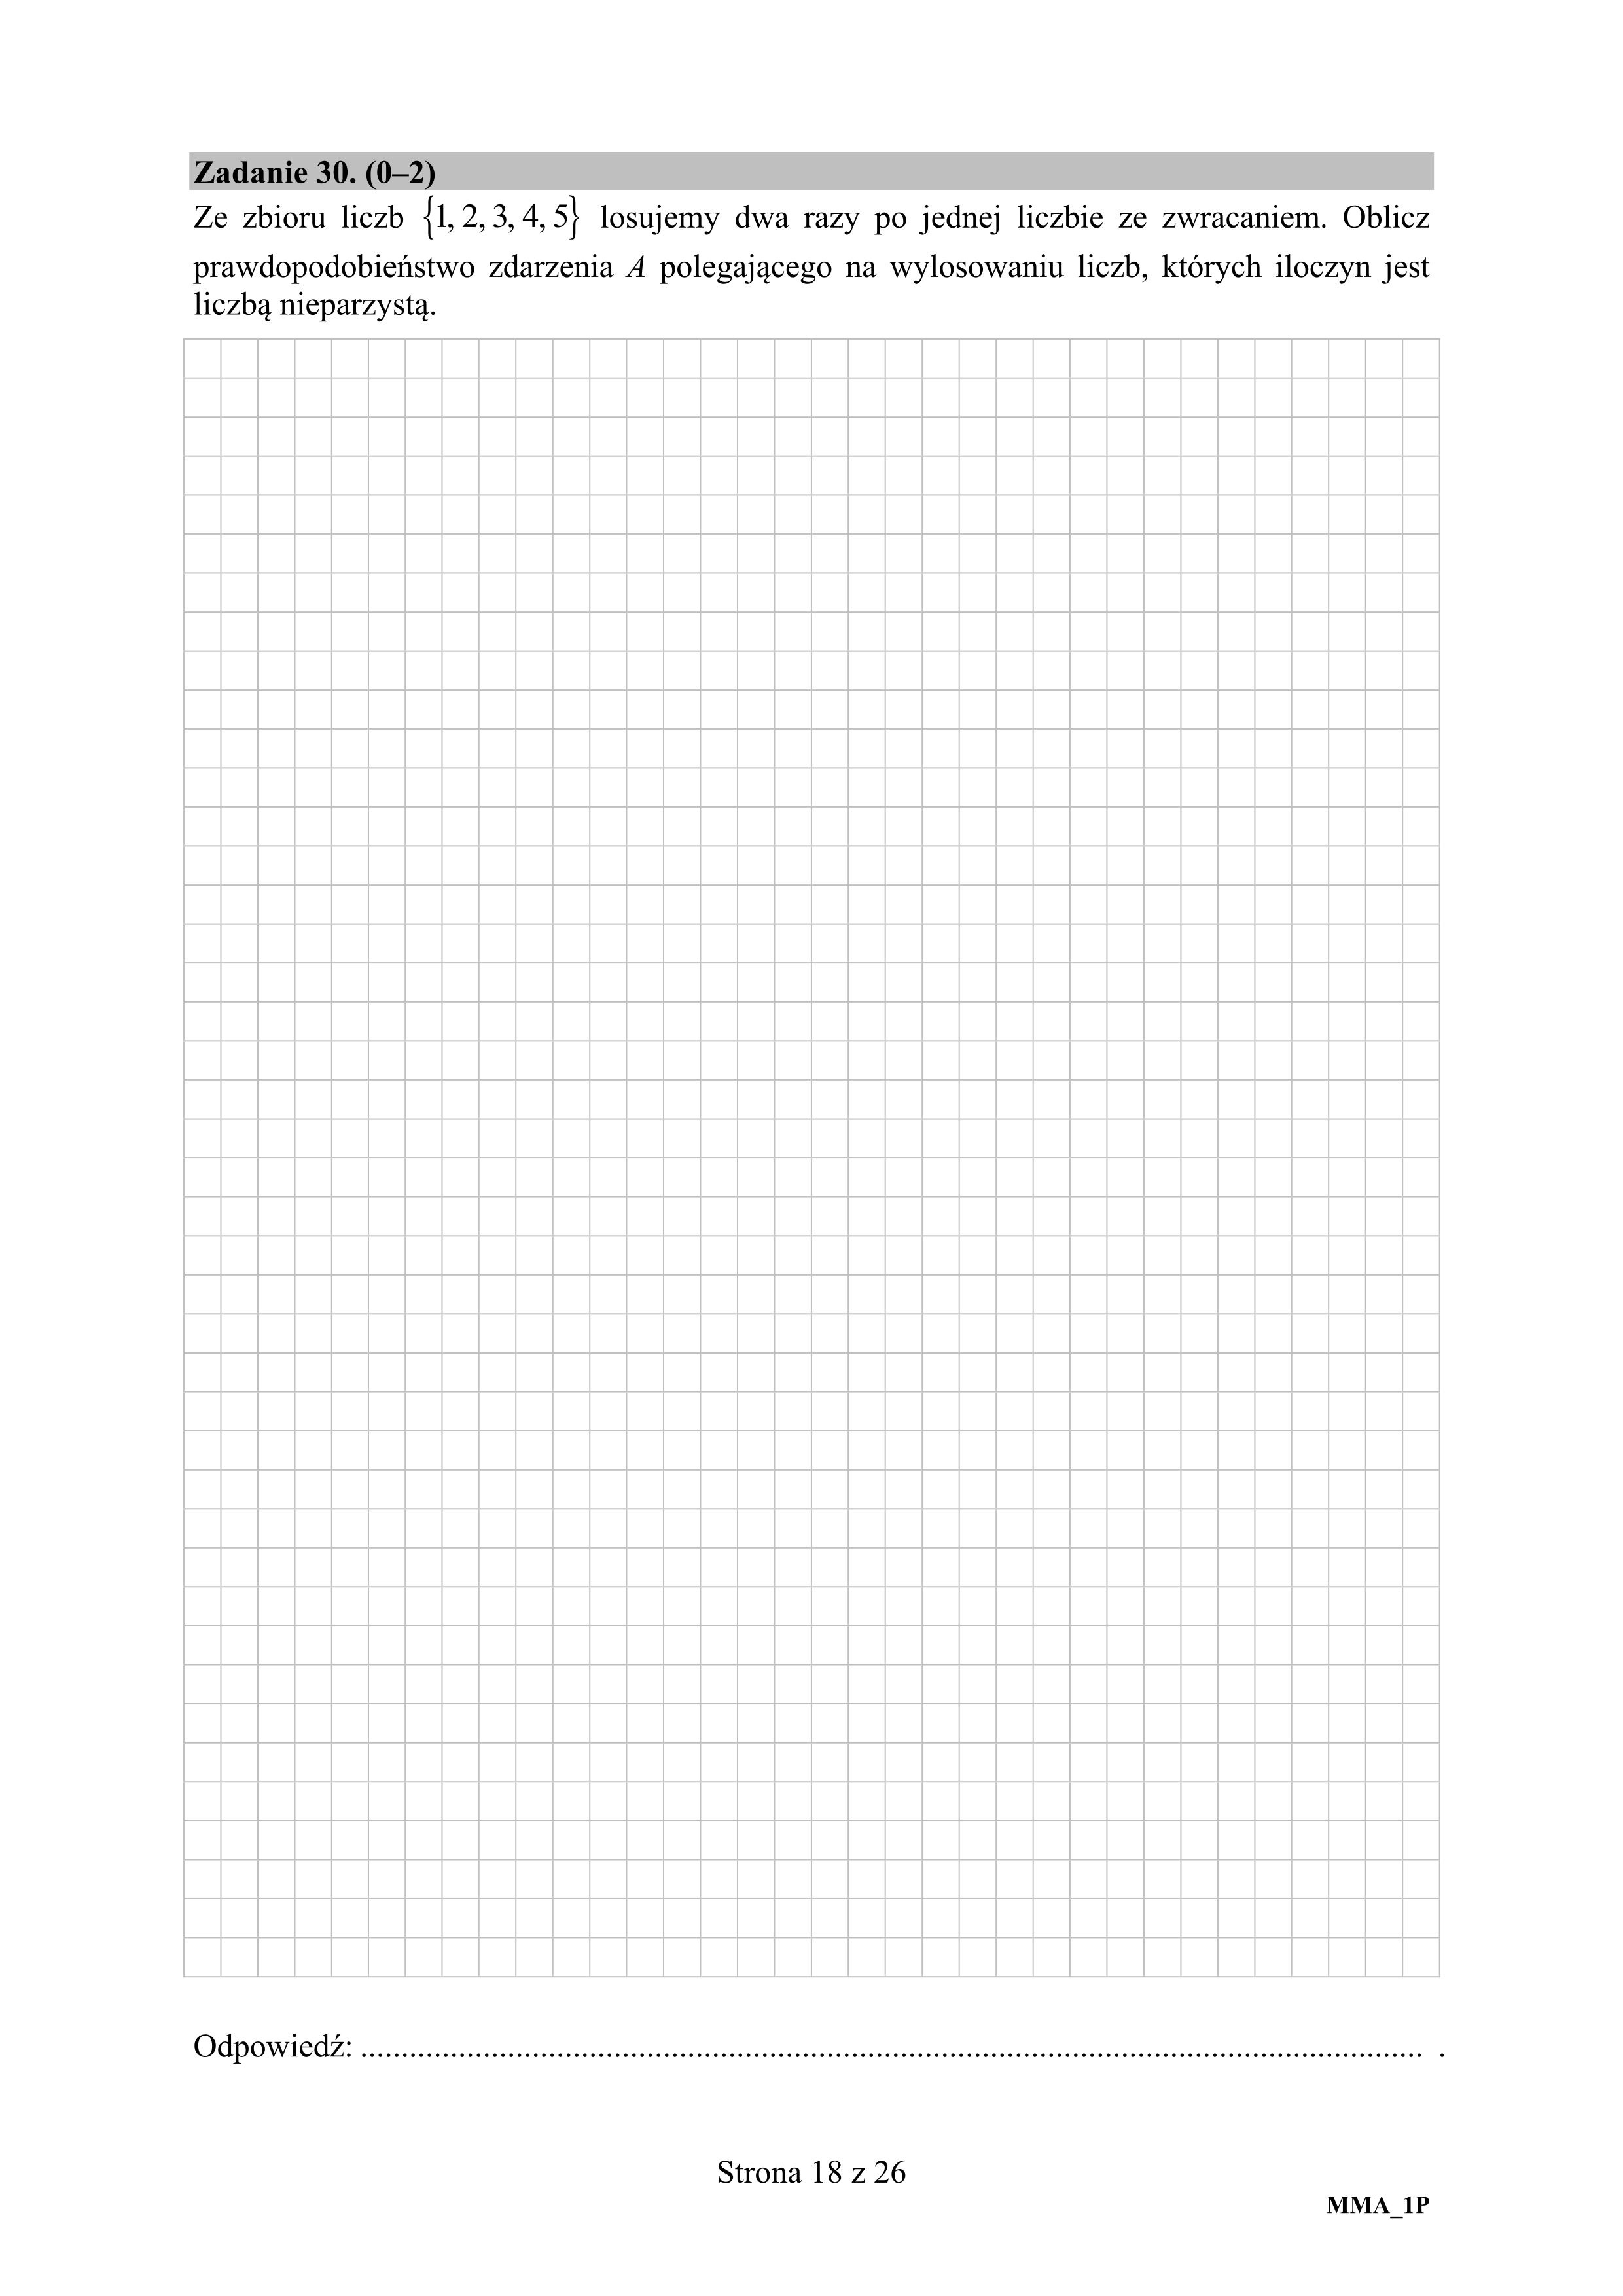 Zadanie 30. (0–2)
Ze zbioru liczb {1, 2, 3, 4, 5} losujemy dwa razy po jednej liczbie ze zwracaniem. Oblicz
prawdopodobieństwo zdarzenia A polegającego na wylosowaniu liczb, których iloczyn jest
liczbą nieparzystą.
Odpowiedź: .................................................................................................................................... .
Strona 18 z 26
MMA_1P